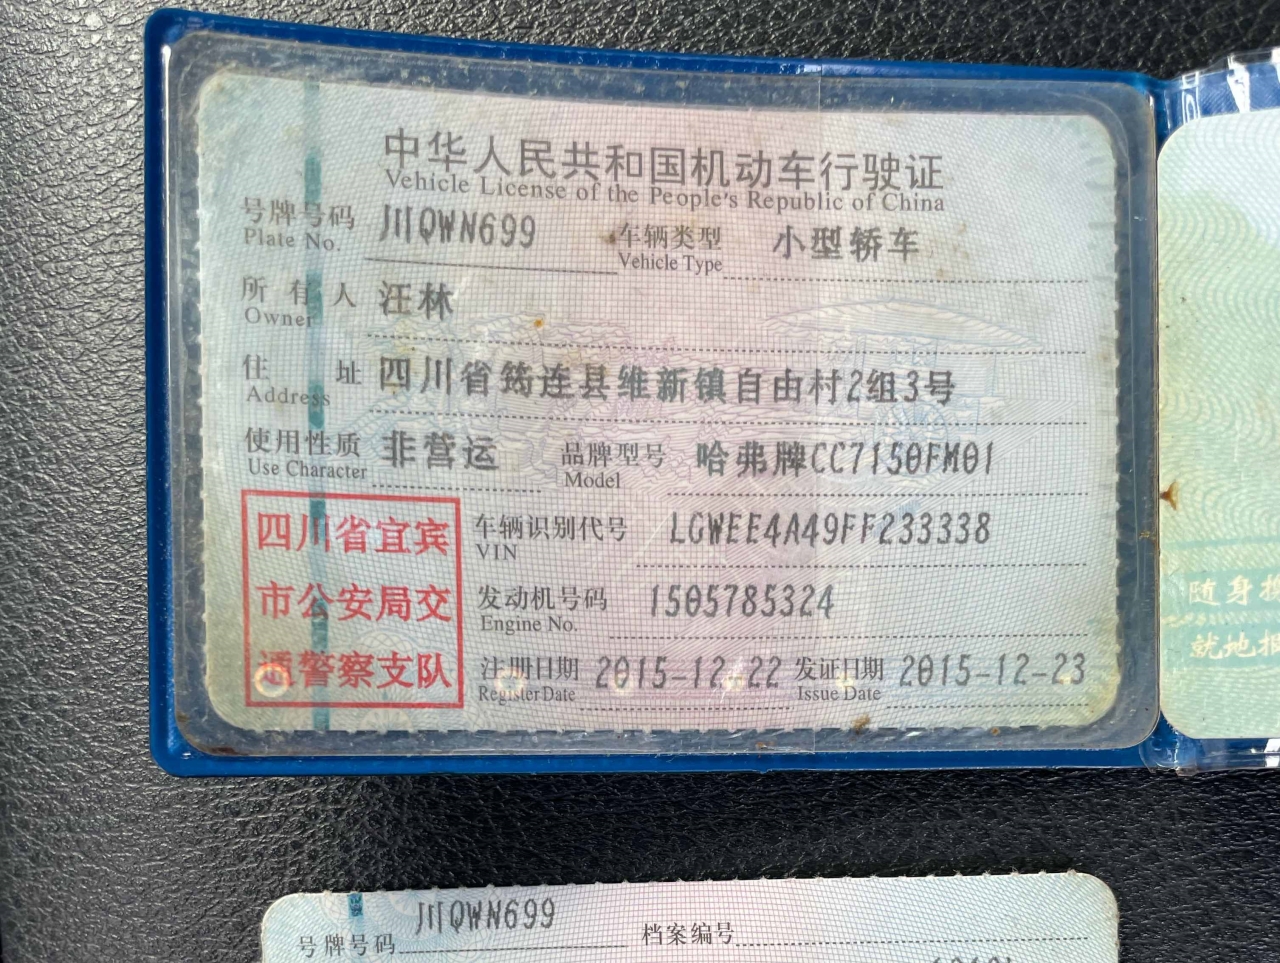 中华人民共和国机动车行驶证
Vehicle License of the People's Republic of China
号牌号码 川QWN699 车辆类型 小型轿车
Plate No. Vehicle Type
所有人 汪林
Owner
住址 四川省筠连县维新镇自由村2组3号
Address
使用性质 非营运 品牌型号 哈弗牌CC7150FM01
Use Character Model
四川省宜宾
市公安局交
通警察支队
车辆识别代号 LGWEE4A49FF233338
VIN
发动机号码 1505785324
Engine No.
注册日期 2015-12-22 发证日期 2015-12-23
Register Date Issue Date
随身
就地
号牌号码 川QWN699 档案编号